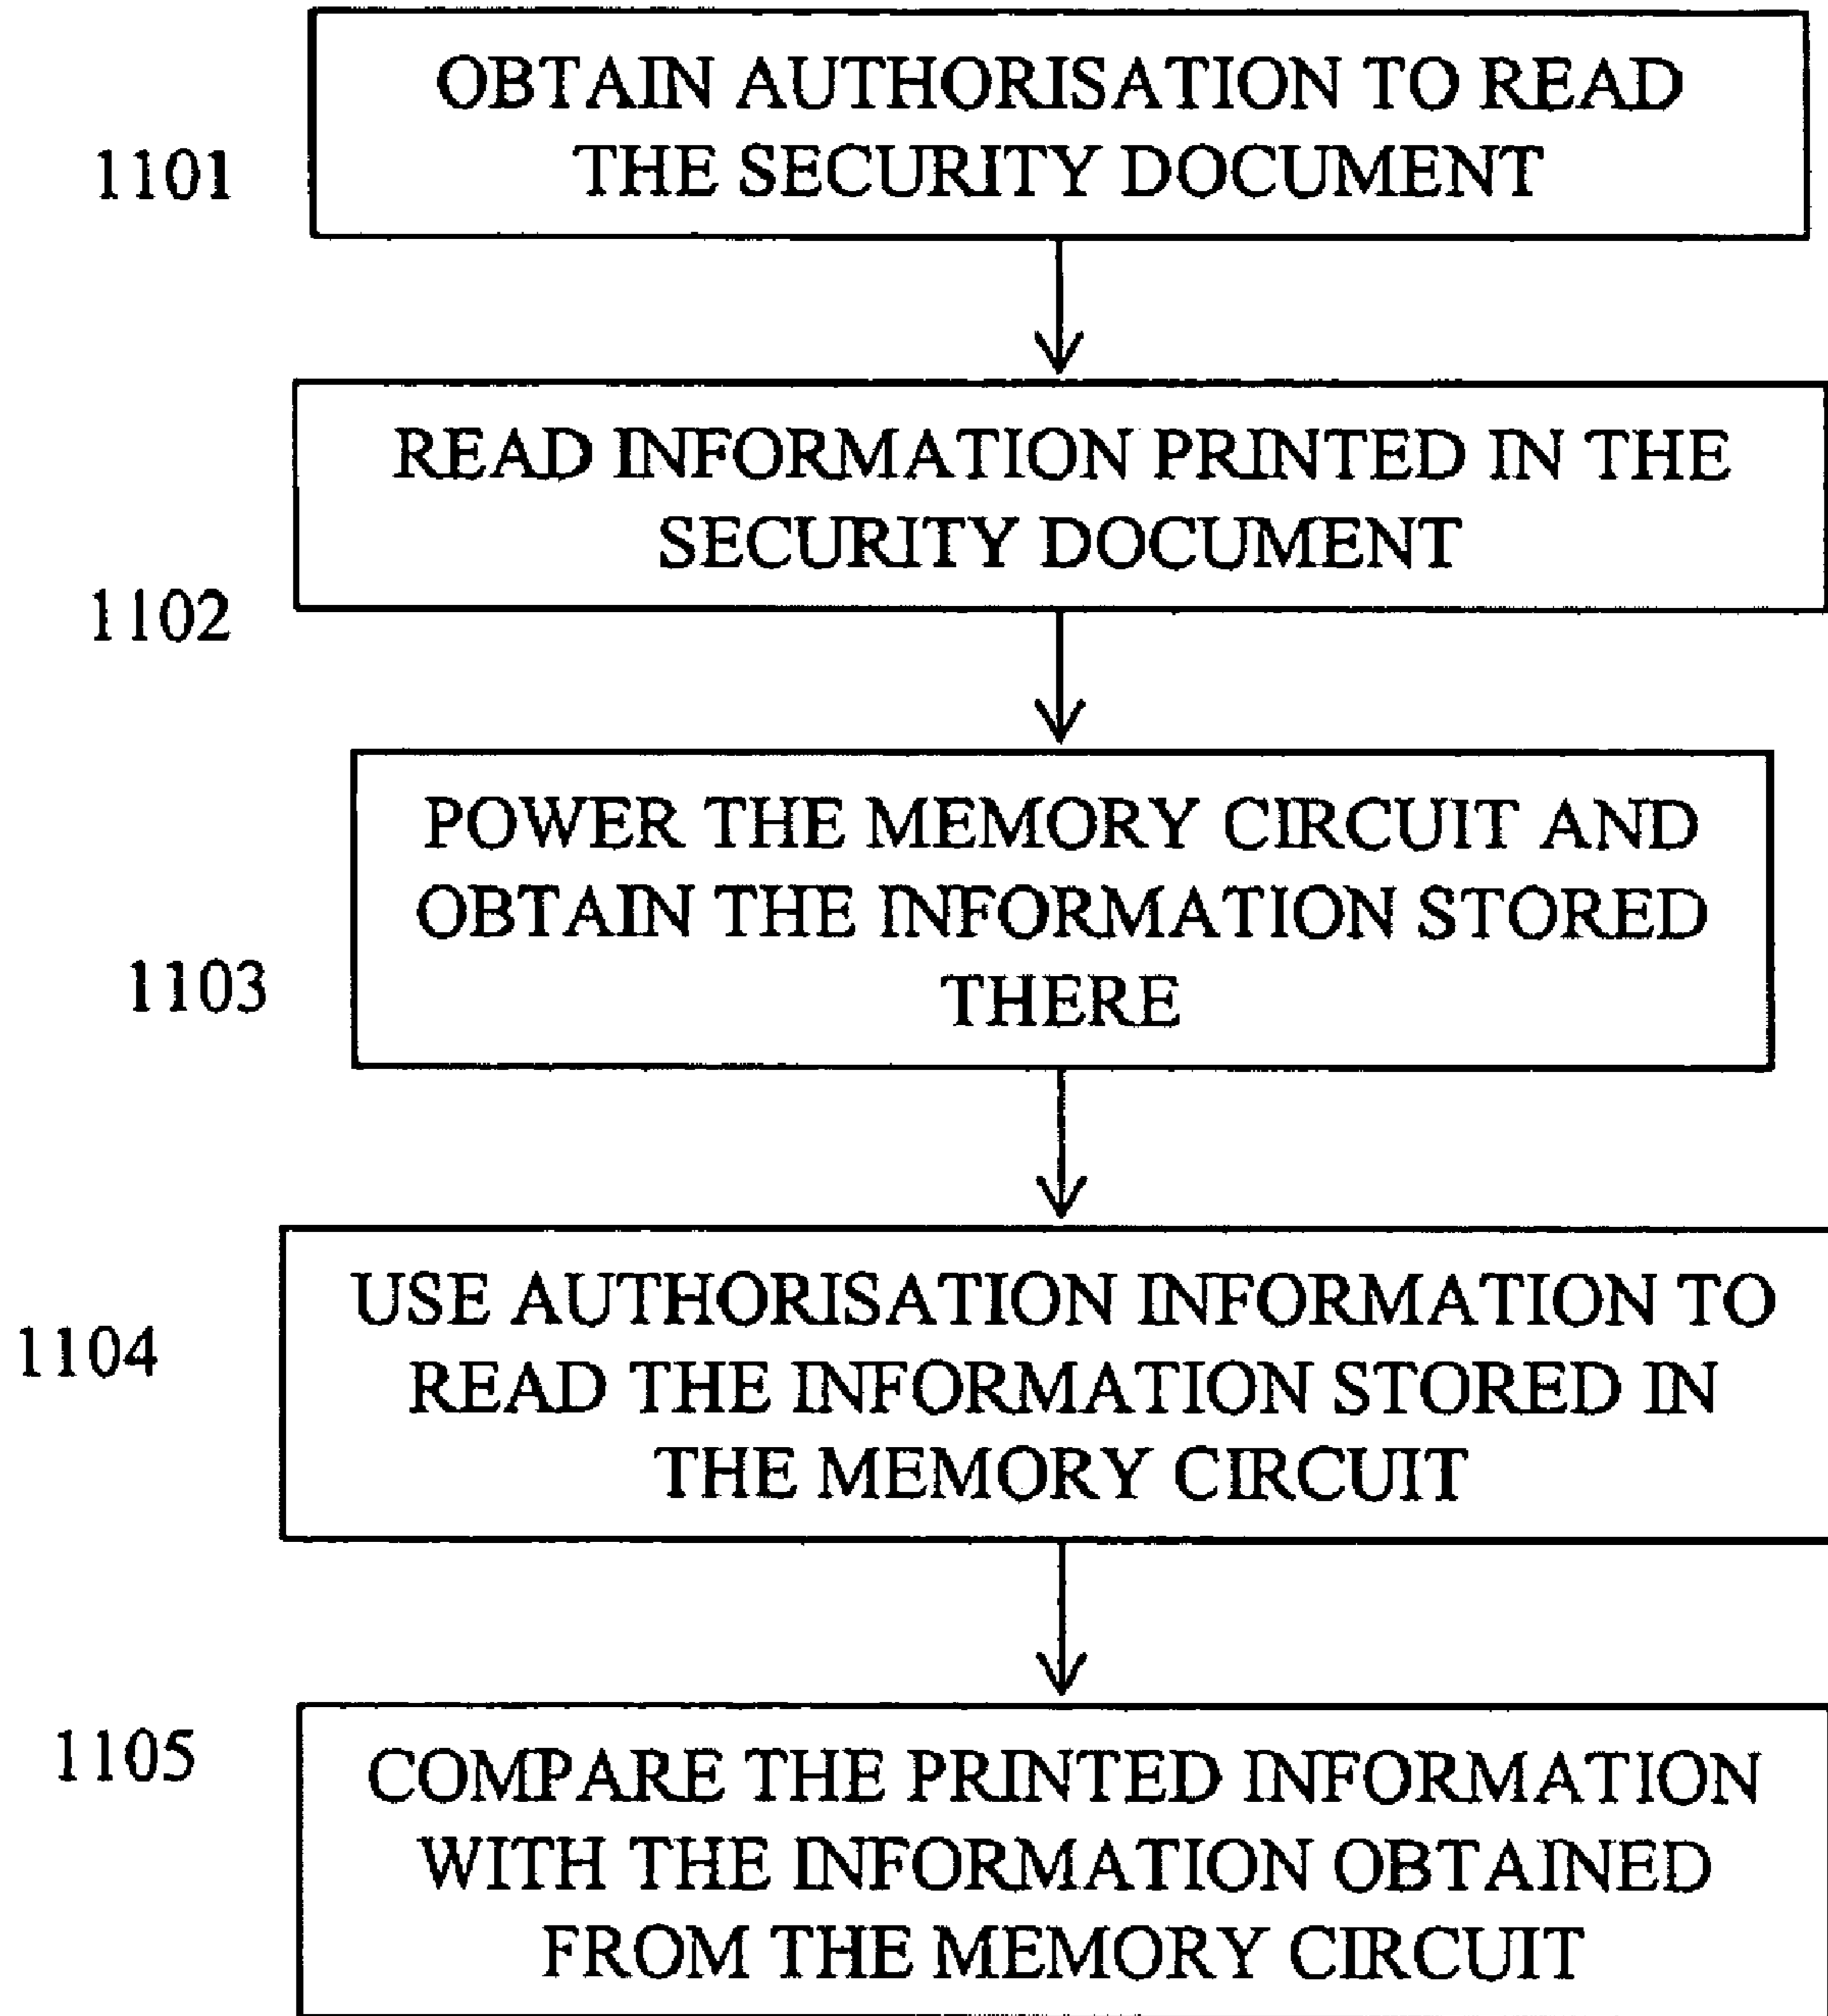 OBTAIN AUTHORISATION TO READ
THE SECURITY DOCUMENT
1101
READ INFORMATION PRINTED IN THE
SECURITY DOCUMENT
1102
POWER THE MEMORY CIRCUIT AND
OBTAIN THE INFORMATION STORED
THERE
1103
USE AUTHORISATION INFORMATION TO
READ THE INFORMATION STORED IN
THE MEMORY CIRCUIT
1104
COMPARE THE PRINTED INFORMATION
WITH THE INFORMATION OBTAINED
FROM THE MEMORY CIRCUIT
1105